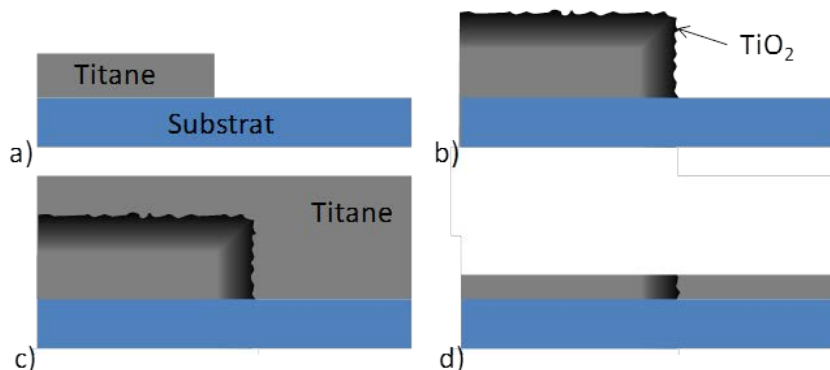 Titane
Substrat
a)
TiO₂
b)
Titane
c)
d)